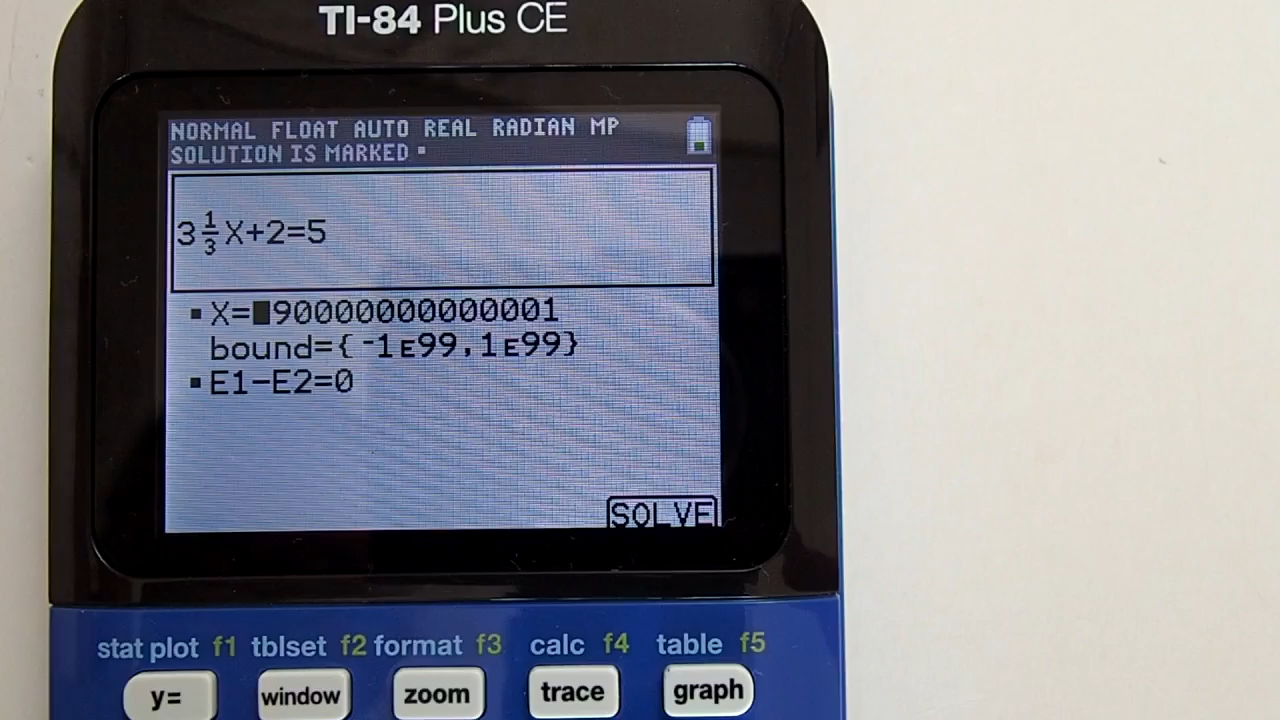 TI-84 Plus CE
NORMAL FLOAT AUTO REAL RADIAN MP
SOLUTION IS MARKED ▪
3 1/3 X+2=5
▪ X=█90000000000001
bound={-1ᴇ99,1ᴇ99}
▪ E1-E2=0
SOLVE
stat plot f1 tblset f2 format f3 calc f4 table f5
y= window zoom trace graph